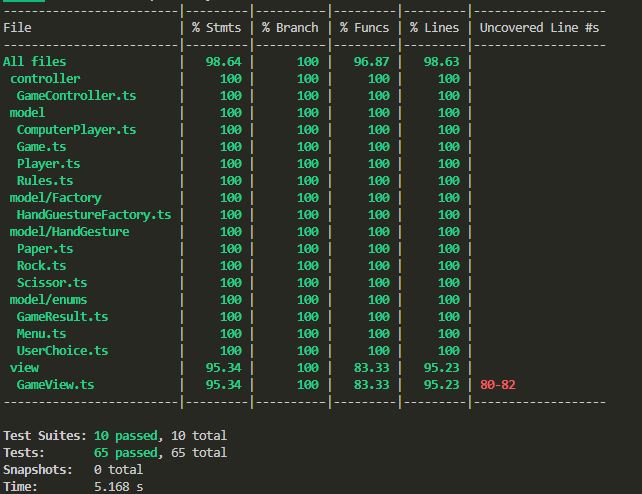 -------------------------|---------|----------|---------|---------|-------------------
File                     | % Stmts | % Branch | % Funcs | % Lines | Uncovered Line #s
-------------------------|---------|----------|---------|---------|-------------------
All files                |   98.64 |      100 |   96.87 |   98.63 |
 controller              |     100 |      100 |     100 |     100 |
  GameController.ts      |     100 |      100 |     100 |     100 |
 model                   |     100 |      100 |     100 |     100 |
  ComputerPlayer.ts      |     100 |      100 |     100 |     100 |
  Game.ts                |     100 |      100 |     100 |     100 |
  Player.ts              |     100 |      100 |     100 |     100 |
  Rules.ts               |     100 |      100 |     100 |     100 |
 model/Factory           |     100 |      100 |     100 |     100 |
  HandGuestureFactory.ts |     100 |      100 |     100 |     100 |
 model/HandGesture       |     100 |      100 |     100 |     100 |
  Paper.ts               |     100 |      100 |     100 |     100 |
  Rock.ts                |     100 |      100 |     100 |     100 |
  Scissor.ts             |     100 |      100 |     100 |     100 |
 model/enums             |     100 |      100 |     100 |     100 |
  GameResult.ts          |     100 |      100 |     100 |     100 |
  Menu.ts                |     100 |      100 |     100 |     100 |
  UserChoice.ts          |     100 |      100 |     100 |     100 |
 view                    |   95.34 |      100 |   83.33 |   95.23 |
  GameView.ts            |   95.34 |      100 |   83.33 |   95.23 | 80-82
-------------------------|---------|----------|---------|---------|-------------------
Test Suites: 10 passed, 10 total
Tests:       65 passed, 65 total
Snapshots:   0 total
Time:        5.168 s